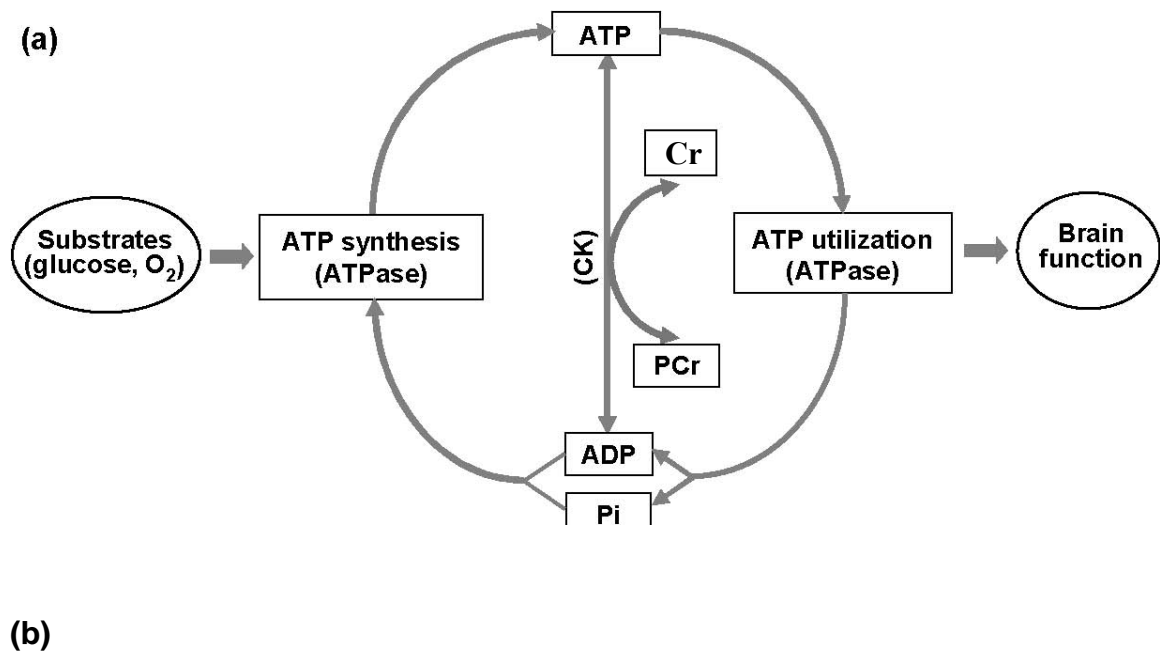 (a)
ATP
Cr
Substrates
(glucose, O₂)
ATP synthesis
(ATPase)
(CK)
ATP utilization
(ATPase)
Brain
function
PCr
ADP
Pi
(b)